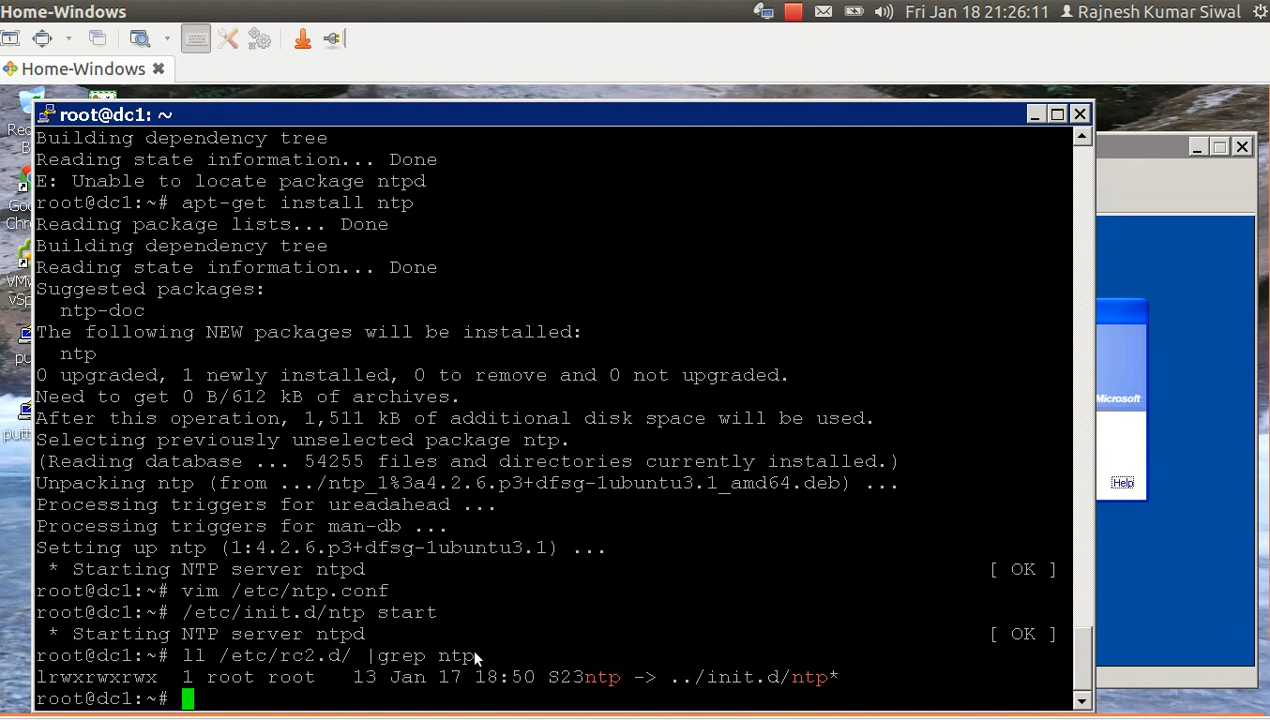 Home-Windows
Fri Jan 18 21:26:11
Rajnesh Kumar Siwal
Home-Windows
root@dc1: ~
Building dependency tree
Reading state information... Done
E: Unable to locate package ntpd
root@dc1:~# apt-get install ntp
Reading package lists... Done
Building dependency tree
Reading state information... Done
Suggested packages:
ntp-doc
The following NEW packages will be installed:
ntp
0 upgraded, 1 newly installed, 0 to remove and 0 not upgraded.
Need to get 0 B/612 kB of archives.
After this operation, 1,511 kB of additional disk space will be used.
Selecting previously unselected package ntp.
(Reading database ... 54255 files and directories currently installed.)
Unpacking ntp (from .../ntp_1%3a4.2.6.p3+dfsg-1ubuntu3.1_amd64.deb) ...
Processing triggers for ureadahead ...
Processing triggers for man-db ...
Setting up ntp (1:4.2.6.p3+dfsg-1ubuntu3.1) ...
* Starting NTP server ntpd [ OK ]
root@dc1:~# vim /etc/ntp.conf
root@dc1:~# /etc/init.d/ntp start
* Starting NTP server ntpd [ OK ]
root@dc1:~# ll /etc/rc2.d/ |grep ntp
lrwxrwxrwx 1 root root 13 Jan 17 18:50 S23ntp -> ../init.d/ntp*
root@dc1:~#
Microsoft
Help